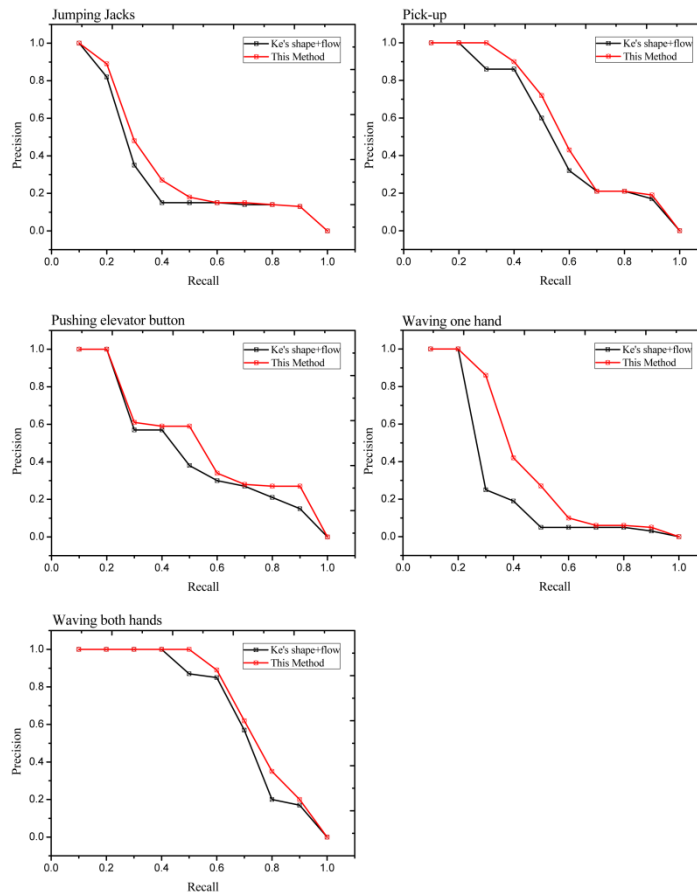 Jumping Jacks
Ke's shape+flow
This Method
1.0
0.8
0.6
0.4
0.2
0.0
Precision
0.0 0.2 0.4 0.6 0.8 1.0
Recall
Pick-up
Ke's shape+flow
This Method
1.0
0.8
0.6
0.4
0.2
0.0
Precision
0.0 0.2 0.4 0.6 0.8 1.0
Recall
Pushing elevator button
Ke's shape+flow
This Method
1.0
0.8
0.6
0.4
0.2
0.0
Precision
0.0 0.2 0.4 0.6 0.8 1.0
Recall
Waving one hand
Ke's shape+flow
This Method
1.0
0.8
0.6
0.4
0.2
0.0
Precision
0.0 0.2 0.4 0.6 0.8 1.0
Recall
Waving both hands
Ke's shape+flow
This Method
1.0
0.8
0.6
0.4
0.2
0.0
Precision
0.0 0.2 0.4 0.6 0.8 1.0
Recall